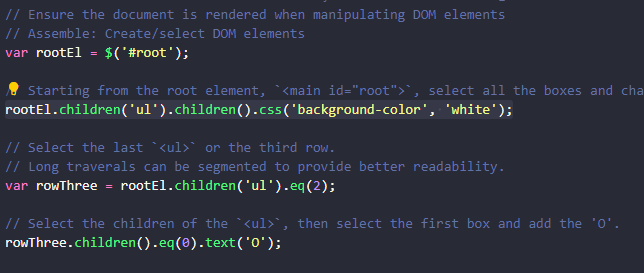 // Ensure the document is rendered when manipulating DOM elements
// Assemble: Create/select DOM elements
var rootEl = $('#root');
// Starting from the root element, `<main id="root">`, select all the boxes and cha
rootEl.children('ul').children().css('background-color', 'white');
// Select the last `<ul>` or the third row.
// Long traverals can be segmented to provide better readability.
var rowThree = rootEl.children('ul').eq(2);
// Select the children of the `<ul>`, then select the first box and add the 'O'.
rowThree.children().eq(0).text('O');